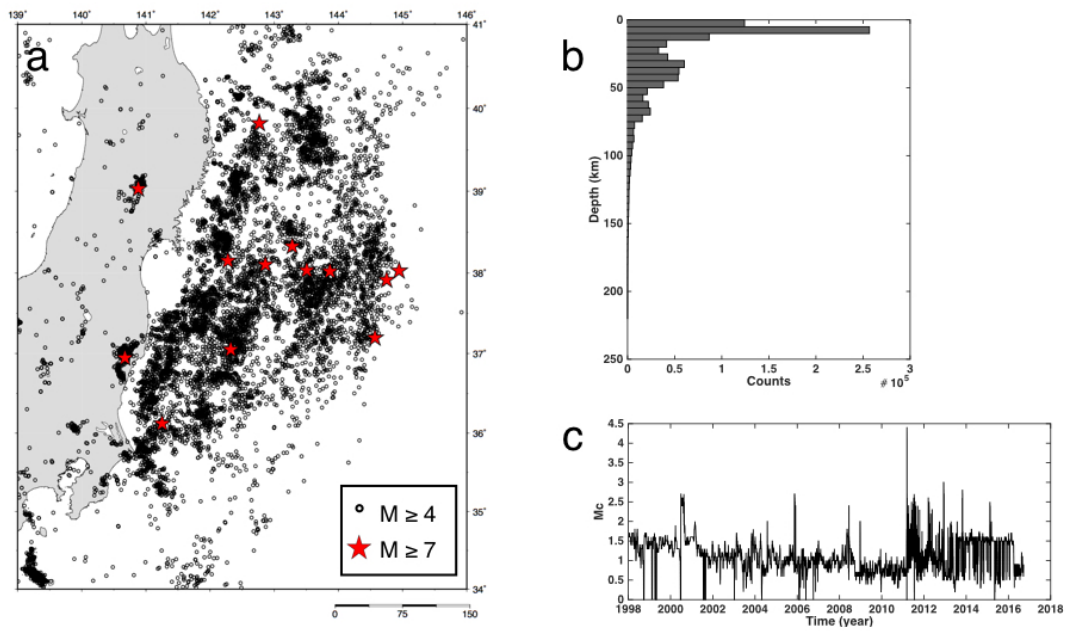 139˚ 140˚ 141˚ 142˚ 143˚ 144˚ 145˚ 146˚
a
41˚
40˚
39˚
38˚
37˚
36˚
35˚
34˚
M ≥ 4
M ≥ 7
0 75 150
b
0
50
100
150
200
250
Depth (km)
0 0.5 1 1.5 2 2.5 3
Counts
# 10^5
c
4.5
4
3.5
3
2.5
2
1.5
1
0.5
0
Mc
1998 2000 2002 2004 2006 2008 2010 2012 2014 2016 2018
Time (year)